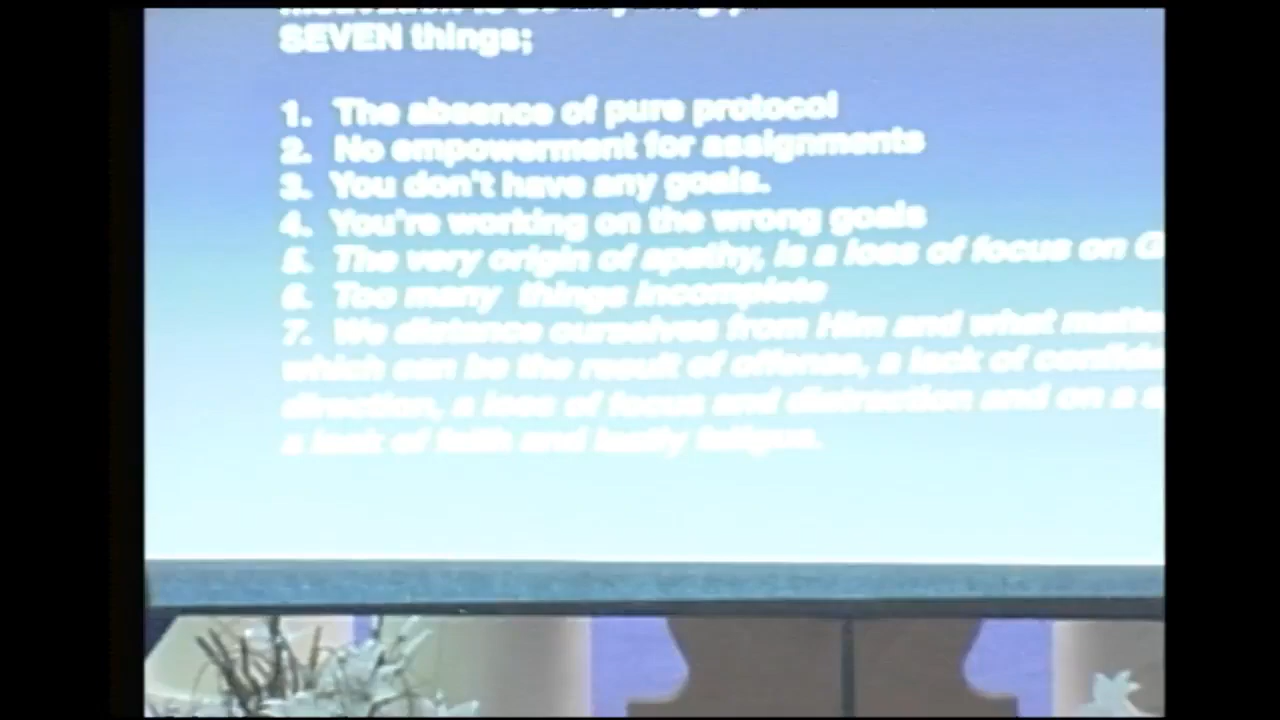 SEVEN things;
1. The absence of pure protocol
2. No empowerment for assignments
3. You don't have any goals.
4. You're working on the wrong goals
5. The very origin of apathy, is a loss of focus on G
6. Too many things incomplete
7. We distance ourselves from Him and what matte
which can be the result of offense, a lack of confide
direction, a loss of focus and distraction and on a s
a lack of faith and lastly fatigue.